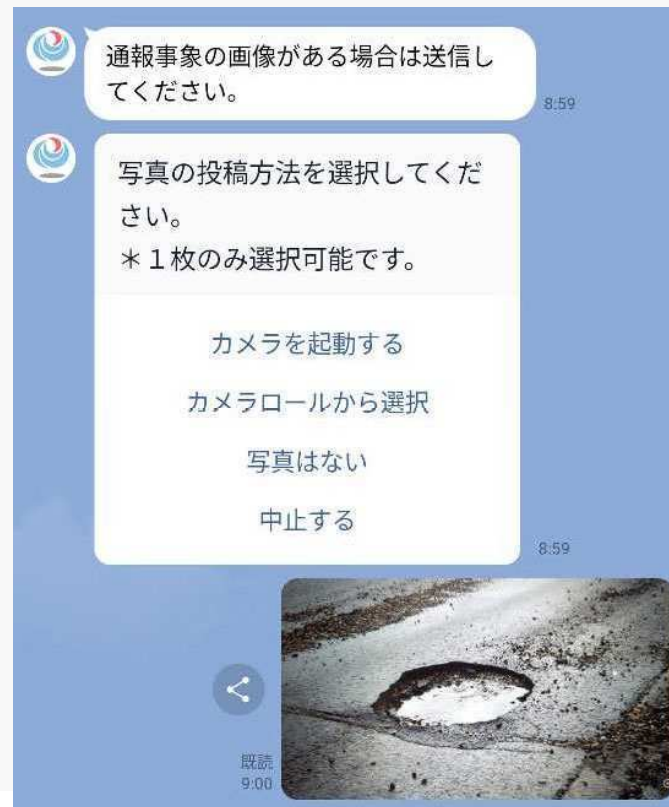 通報事象の画像がある場合は送信し
てください。
8:59
写真の投稿方法を選択してくだ
さい。
＊１枚のみ選択可能です。
カメラを起動する
カメラロールから選択
写真はない
中止する
8:59
既読
9:00